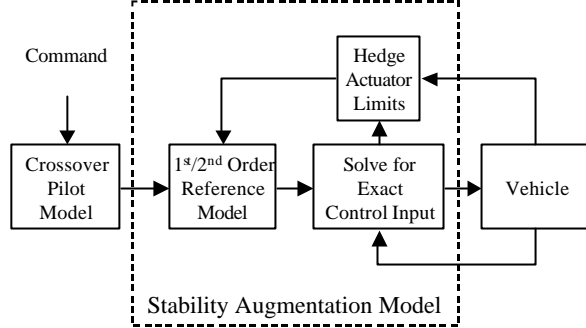 Command
Hedge
Actuator
Limits
Crossover
Pilot
Model
1st/2nd Order
Reference
Model
Solve for
Exact
Control Input
Vehicle
Stability Augmentation Model